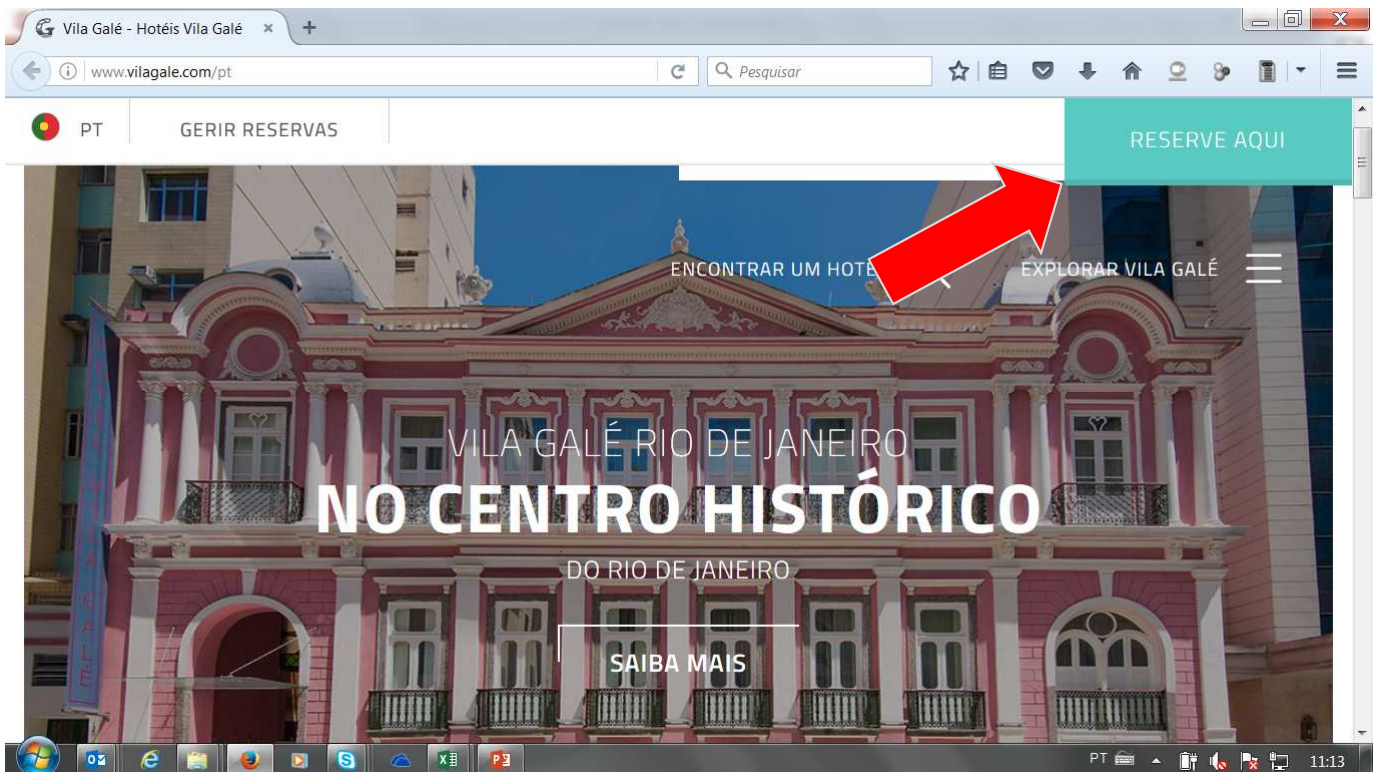 Vila Galé - Hotéis Vila Galé
www.vilagale.com/pt
Pesquisar
PT
GERIR RESERVAS
RESERVE AQUI
ENCONTRAR UM HOTE
EXPLORAR VILA GALÉ
VILA GALÉ RIO DE JANEIRO
NO CENTRO HISTÓRICO
DO RIO DE JANEIRO
SAIBA MAIS
PT
11:13